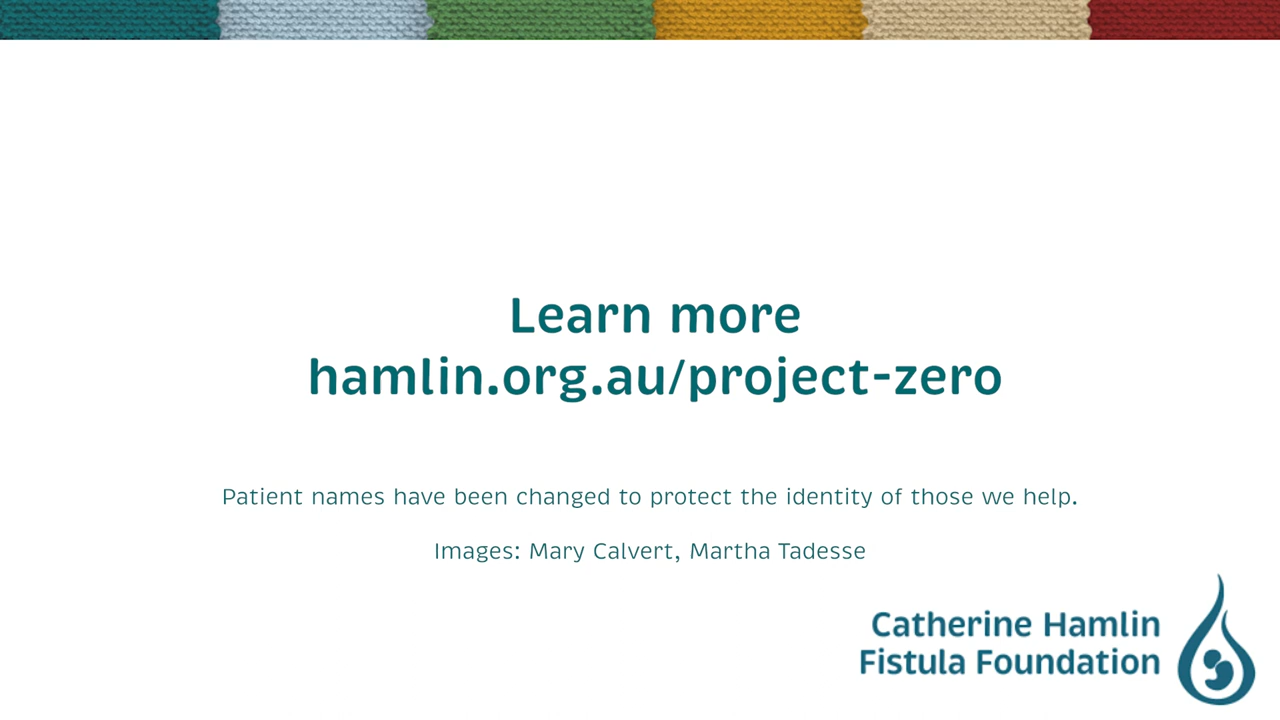 Learn more
hamlin.org.au/project-zero
Patient names have been changed to protect the identity of those we help.
Images: Mary Calvert, Martha Tadesse
Catherine Hamlin
Fistula Foundation